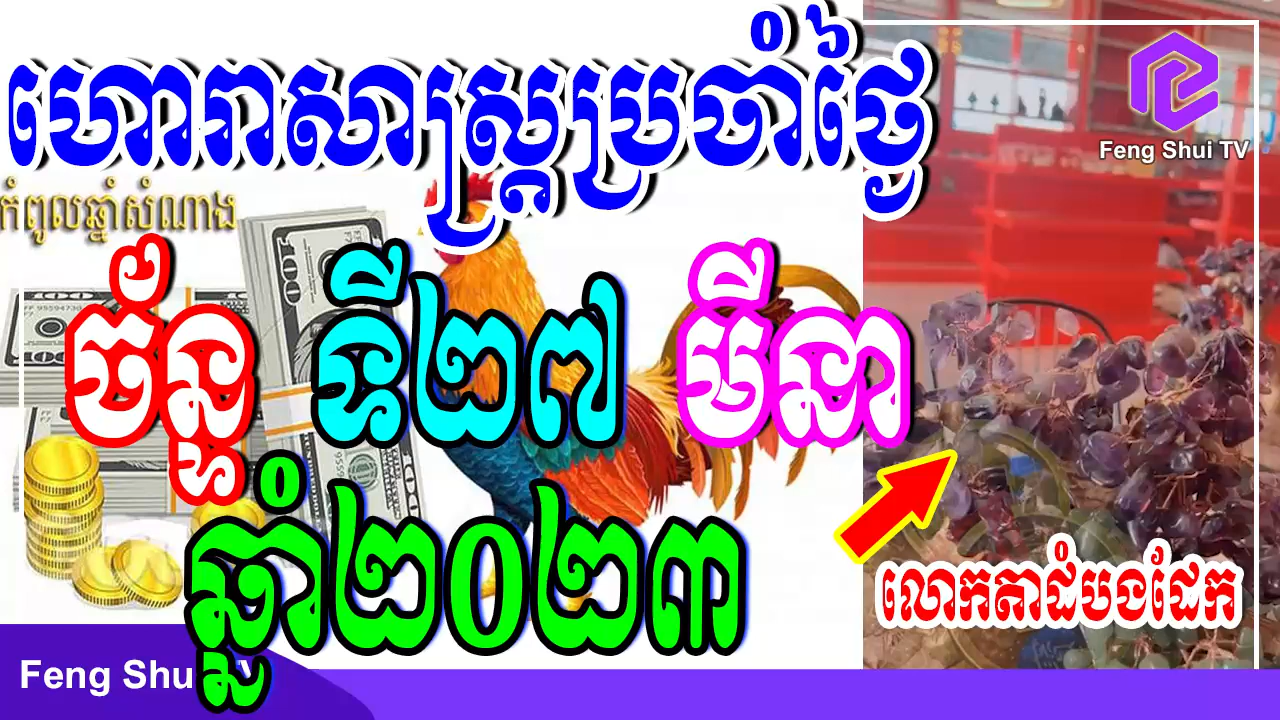 ហោរាសាស្ត្រប្រចាំថ្ងៃ
Feng Shui TV
កំពូលឆ្នាំសំណាង
ច័ន្ទ ទី២៧ មីនា
ឆ្នាំ២០២៣
លោកតាដំបងដែក
Feng Shu